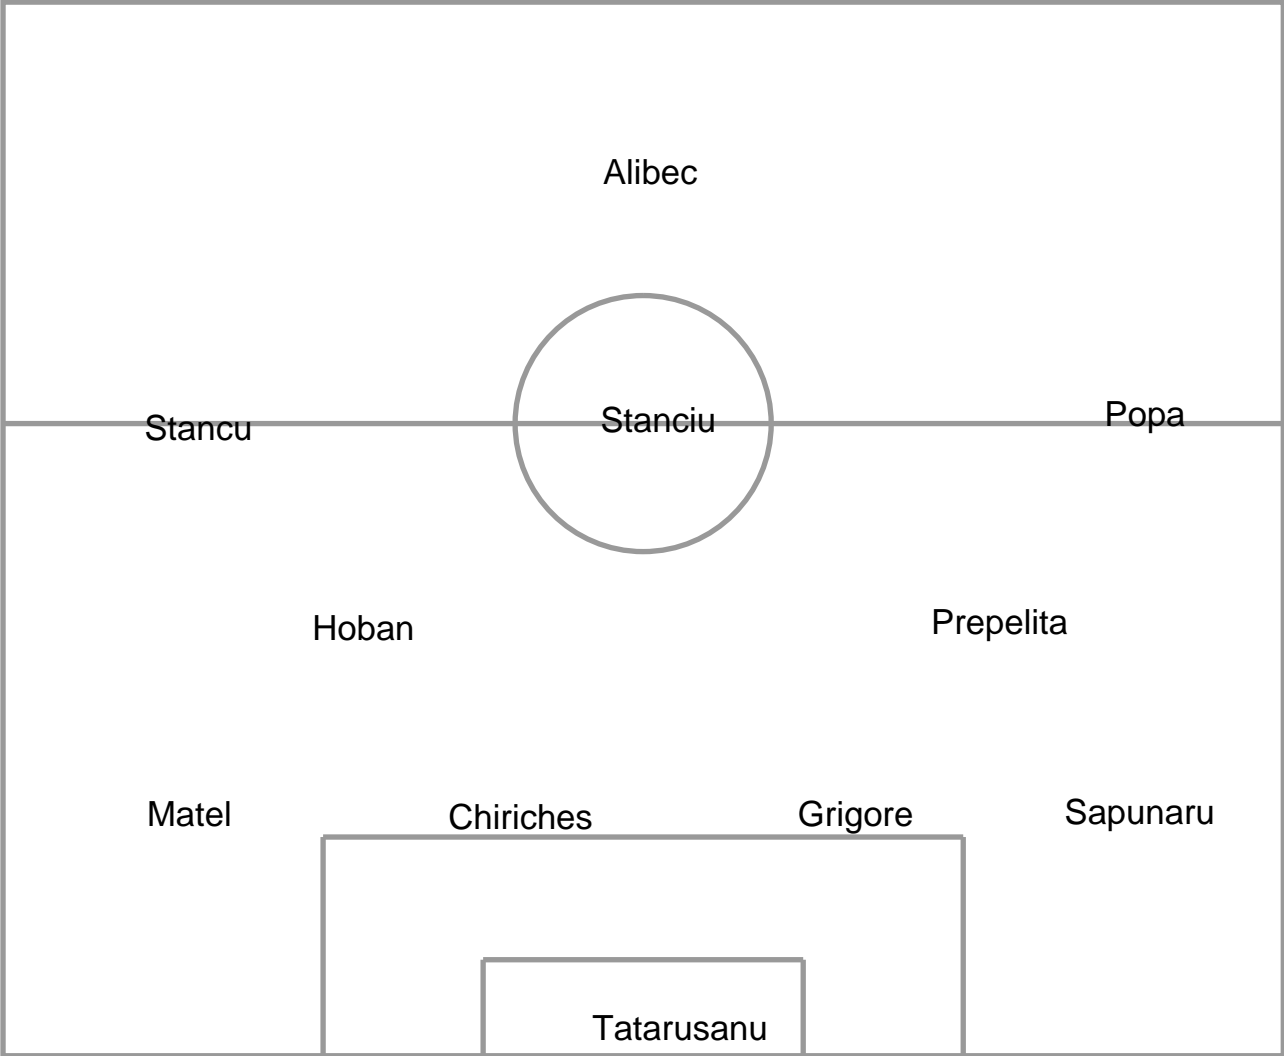 Alibec
Stancu Stanciu Popa
Hoban Prepelita
Matel Chiriches Grigore Sapunaru
Tatarusanu